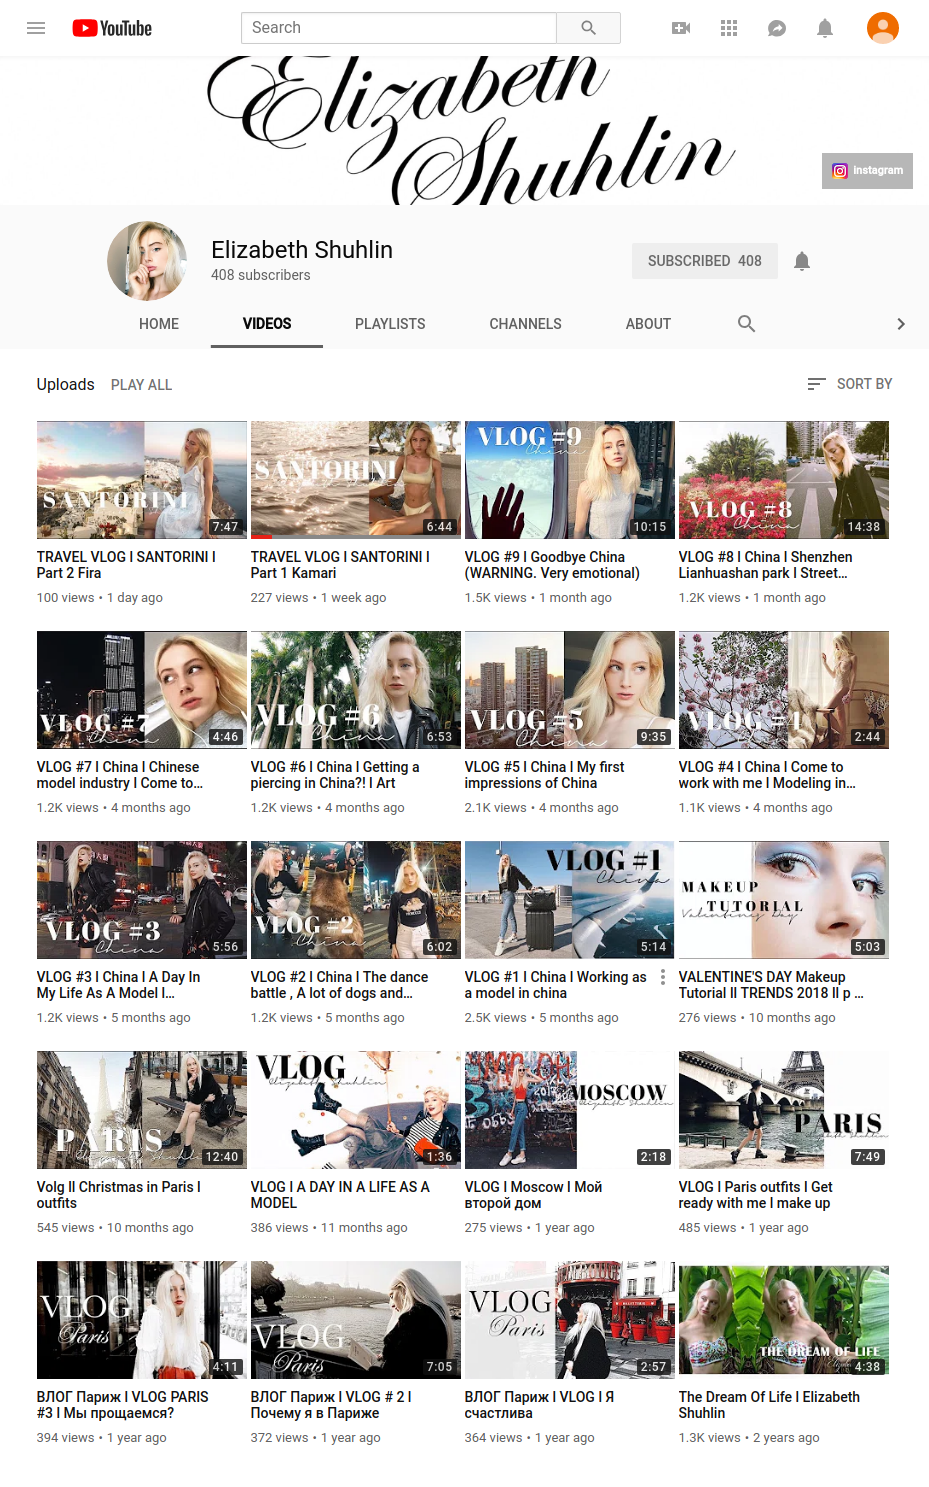 YouTube
Search
Elizabeth
Shuhlin
Instagram
Elizabeth Shuhlin
408 subscribers
SUBSCRIBED 408
HOME
VIDEOS
PLAYLISTS
CHANNELS
ABOUT
Uploads
PLAY ALL
SORT BY
SANTORINI
7:47
SANTORINI
6:44
VLOG #9
China
10:15
VLOG #8
China
14:38
TRAVEL VLOG I SANTORINI I
Part 2 Fira
100 views • 1 day ago
TRAVEL VLOG I SANTORINI I
Part 1 Kamari
227 views • 1 week ago
VLOG #9 I Goodbye China
(WARNING. Very emotional)
1.5K views • 1 month ago
VLOG #8 I China I Shenzhen
Lianhuashan park I Street…
1.2K views • 1 month ago
VLOG #7
China
4:46
VLOG #6
China
6:53
VLOG #5
China
9:35
VLOG #4
China
2:44
VLOG #7 I China I Chinese
model industry I Come to…
1.2K views • 4 months ago
VLOG #6 I China I Getting a
piercing in China?! I Art
1.2K views • 4 months ago
VLOG #5 I China I My first
impressions of China
2.1K views • 4 months ago
VLOG #4 I China I Come to
work with me I Modeling in…
1.1K views • 4 months ago
VLOG #3
China
5:56
VLOG #2
China
6:02
VLOG #1
China
5:14
MAKEUP
TUTORIAL
Valentines Day
5:03
VLOG #3 I China I A Day In
My Life As A Model I…
1.2K views • 5 months ago
VLOG #2 I China I The dance
battle , A lot of dogs and…
1.2K views • 5 months ago
VLOG #1 I China I Working as
a model in china
2.5K views • 5 months ago
VALENTINE'S DAY Makeup
Tutorial II TRENDS 2018 II p …
276 views • 10 months ago
PARIS
Elizabeth Shuhlin
12:40
VLOG
Elizabeth Shuhlin
1:36
MOSCOW
Elizabeth Shuhlin
2:18
PARIS
Elizabeth Shuhlin
7:49
Volg II Christmas in Paris I
outfits
545 views • 10 months ago
VLOG I A DAY IN A LIFE AS A
MODEL
386 views • 11 months ago
VLOG I Moscow I Мой
второй дом
275 views • 1 year ago
VLOG I Paris outfits I Get
ready with me I make up
485 views • 1 year ago
VLOG
Paris
4:11
VLOG
Paris
7:05
VLOG
Paris
2:57
THE DREAM OF LIFE
4:38
ВЛОГ Париж I VLOG PARIS
#3 I Мы прощаемся?
394 views • 1 year ago
ВЛОГ Париж I VLOG # 2 I
Почему я в Париже
372 views • 1 year ago
ВЛОГ Париж I VLOG I Я
счастлива
364 views • 1 year ago
The Dream Of Life I Elizabeth
Shuhlin
1.3K views • 2 years ago